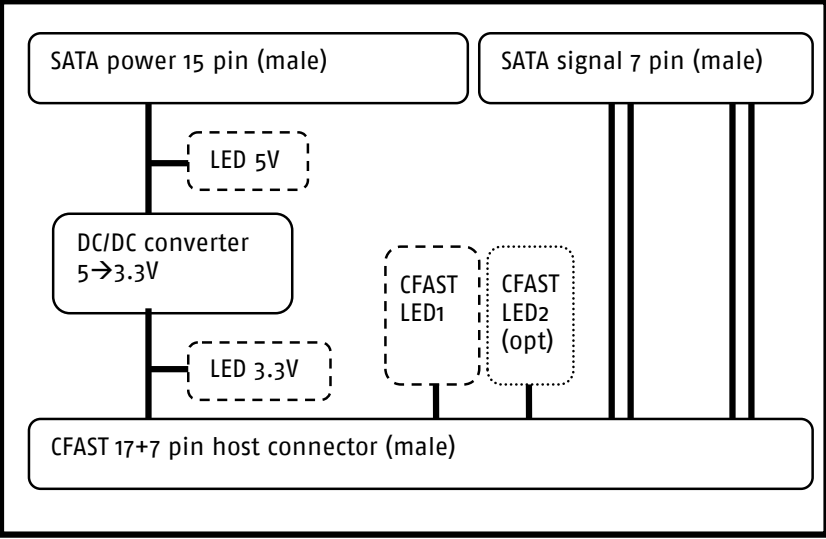 SATA power 15 pin (male)
SATA signal 7 pin (male)
LED 5V
DC/DC converter
5→3.3V
CFAST
LED1
CFAST
LED2
(opt)
LED 3.3V
CFAST 17+7 pin host connector (male)